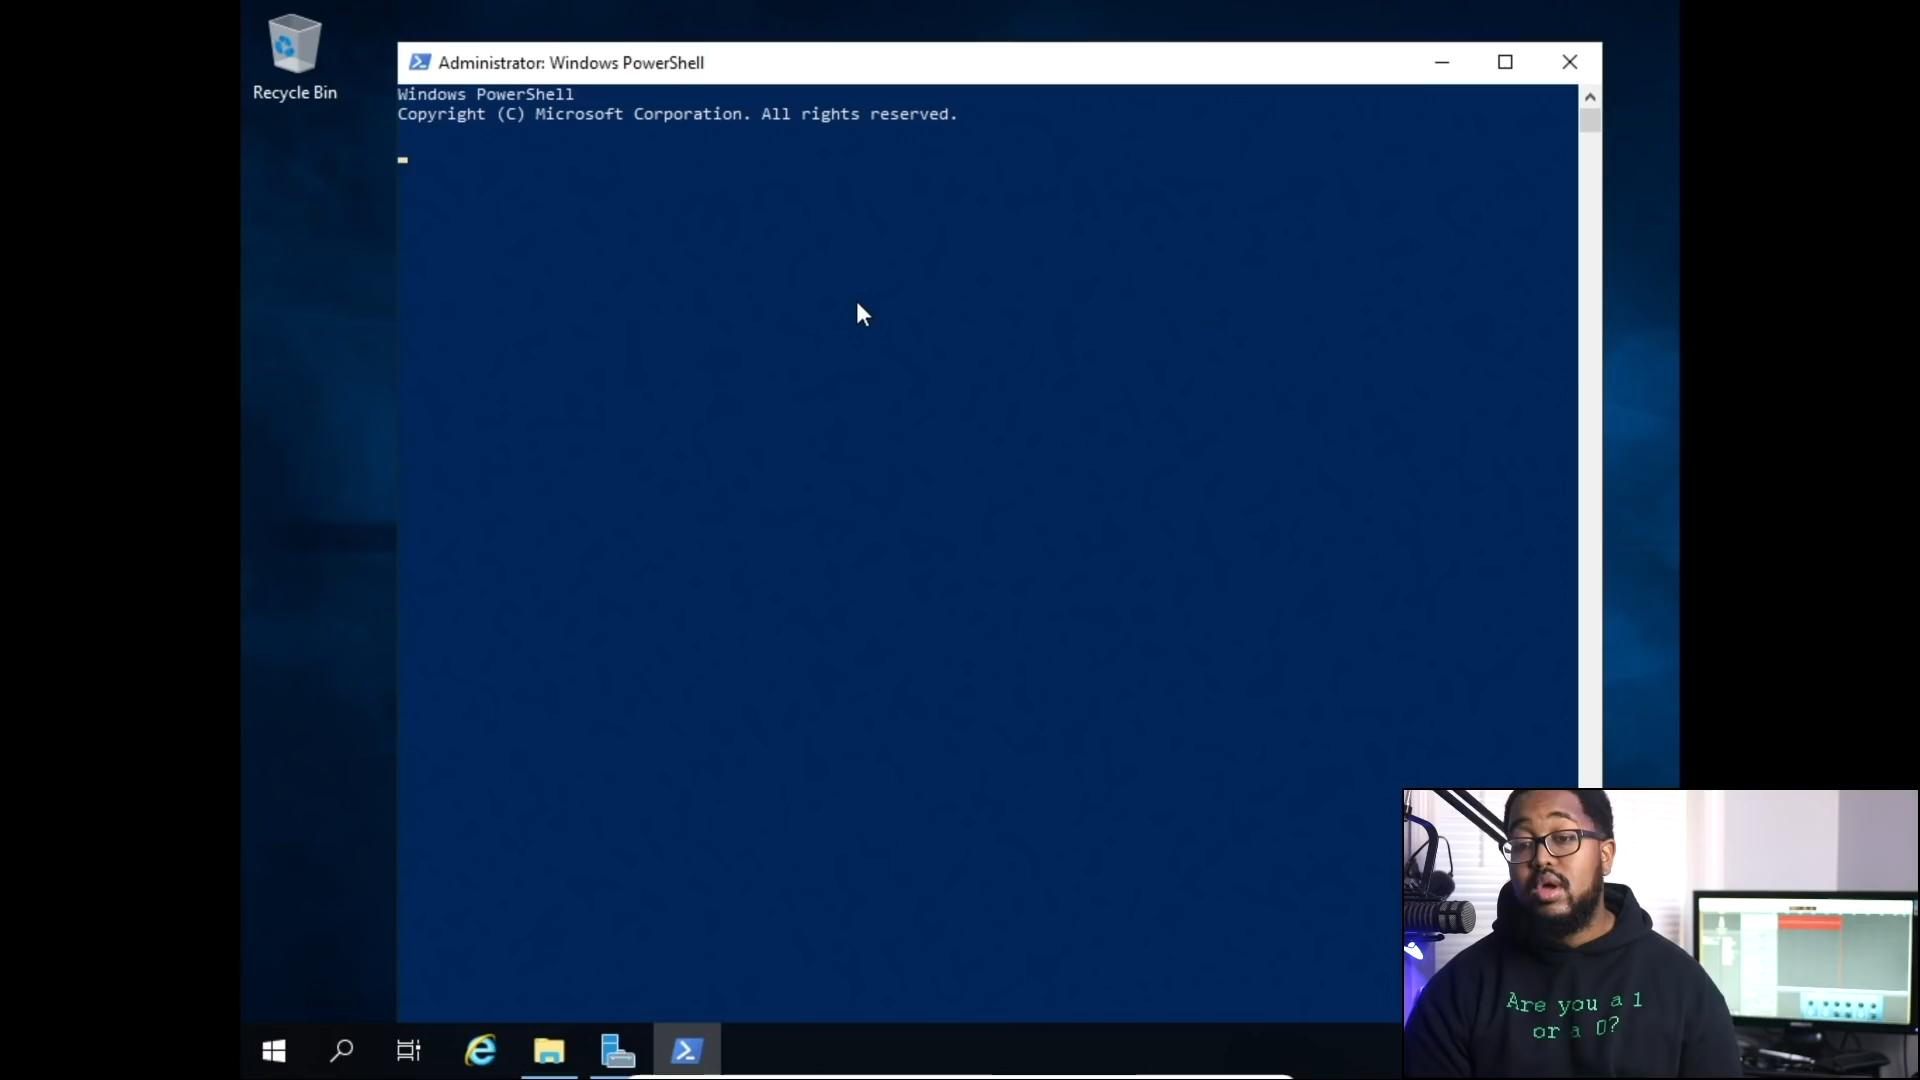 Recycle Bin
Administrator: Windows PowerShell
Windows PowerShell
Copyright (C) Microsoft Corporation. All rights reserved.
Are you a 1
or a 0?